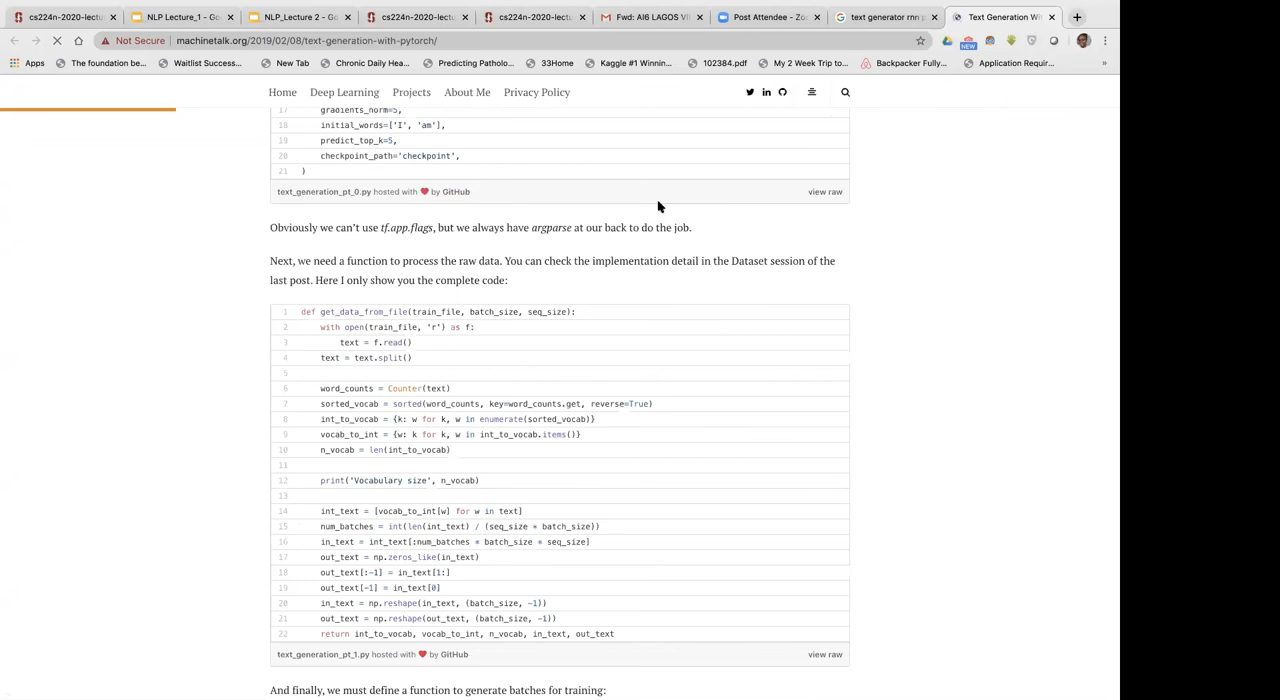 cs224n-2020-lectu
NLP Lecture_1 - Go
NLP_Lecture 2 - Go
cs224n-2020-lectu
cs224n-2020-lectu
Fwd: AI6 LAGOS VI
Post Attendee - Zo
text generator rnn p
Text Generation Wi
Not Secure | machinetalk.org/2019/02/08/text-generation-with-pytorch/
NEW
Apps
The foundation be...
Waitlist Success...
New Tab
Chronic Daily Hea...
Predicting Patholo...
33Home
Kaggle #1 Winnin...
102384.pdf
My 2 Week Trip to...
Backpacker Fully...
Application Requir...
»
Home Deep Learning Projects About Me Privacy Policy
17 gradients_norm=5,
18 initial_words=['I', 'am'],
19 predict_top_k=5,
20 checkpoint_path='checkpoint',
21 )
text_generation_pt_0.py hosted with ❤ by GitHub view raw
Obviously we can't use tf.app.flags, but we always have argparse at our back to do the job.
Next, we need a function to process the raw data. You can check the implementation detail in the Dataset session of the
last post. Here I only show you the complete code:
1 def get_data_from_file(train_file, batch_size, seq_size):
2 with open(train_file, 'r') as f:
3 text = f.read()
4 text = text.split()
5
6 word_counts = Counter(text)
7 sorted_vocab = sorted(word_counts, key=word_counts.get, reverse=True)
8 int_to_vocab = {k: w for k, w in enumerate(sorted_vocab)}
9 vocab_to_int = {w: k for k, w in int_to_vocab.items()}
10 n_vocab = len(int_to_vocab)
11
12 print('Vocabulary size', n_vocab)
13
14 int_text = [vocab_to_int[w] for w in text]
15 num_batches = int(len(int_text) / (seq_size * batch_size))
16 in_text = int_text[:num_batches * batch_size * seq_size]
17 out_text = np.zeros_like(in_text)
18 out_text[:-1] = in_text[1:]
19 out_text[-1] = in_text[0]
20 in_text = np.reshape(in_text, (batch_size, -1))
21 out_text = np.reshape(out_text, (batch_size, -1))
22 return int_to_vocab, vocab_to_int, n_vocab, in_text, out_text
text_generation_pt_1.py hosted with ❤ by GitHub view raw
And finally, we must define a function to generate batches for training: